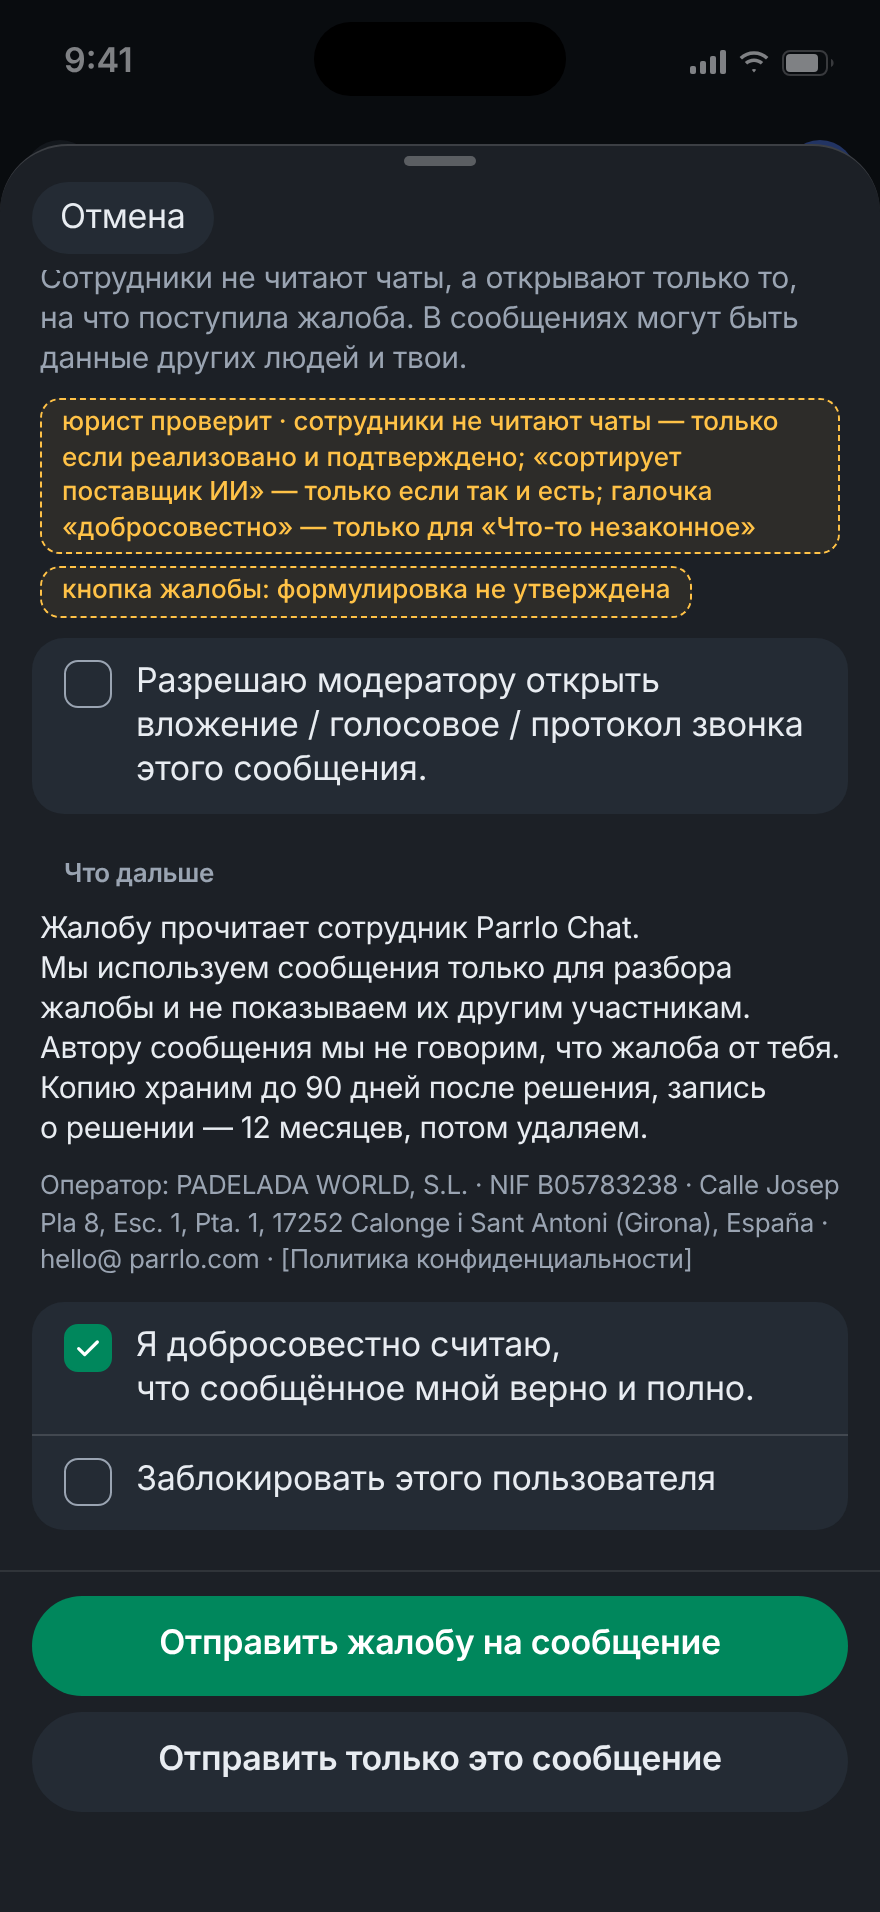 9:41
Отмена
Сотрудники не читают чаты, а открывают только то,
на что поступила жалоба. В сообщениях могут быть
данные других людей и твои.
юрист проверит · сотрудники не читают чаты — только
если реализовано и подтверждено; «сортирует
поставщик ИИ» — только если так и есть; галочка
«добросовестно» — только для «Что-то незаконное»
кнопка жалобы: формулировка не утверждена
Разрешаю модератору открыть
вложение / голосовое / протокол звонка
этого сообщения.
Что дальше
Жалобу прочитает сотрудник Parrlo Chat.
Мы используем сообщения только для разбора
жалобы и не показываем их другим участникам.
Автору сообщения мы не говорим, что жалоба от тебя.
Копию храним до 90 дней после решения, запись
о решении — 12 месяцев, потом удаляем.
Оператор: PADELADA WORLD, S.L. · NIF B05783238 · Calle Josep
Pla 8, Esc. 1, Pta. 1, 17252 Calonge i Sant Antoni (Girona), España ·
hello@ parrlo.com · [Политика конфиденциальности]
Я добросовестно считаю,
что сообщённое мной верно и полно.
Заблокировать этого пользователя
Отправить жалобу на сообщение
Отправить только это сообщение